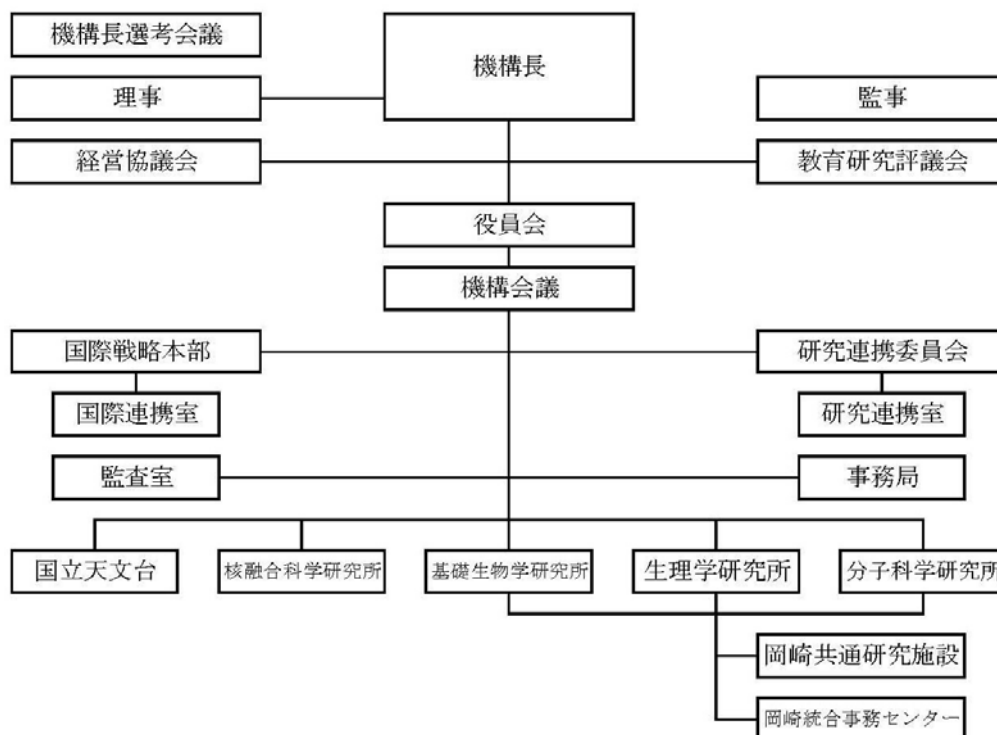 機構長選考会議
機構長
理事
監事
経営協議会
教育研究評議会
役員会
機構会議
国際戦略本部
研究連携委員会
国際連携室
研究連携室
監査室
事務局
国立天文台
核融合科学研究所
基礎生物学研究所
生理学研究所
分子科学研究所
岡崎共通研究施設
岡崎統合事務センター